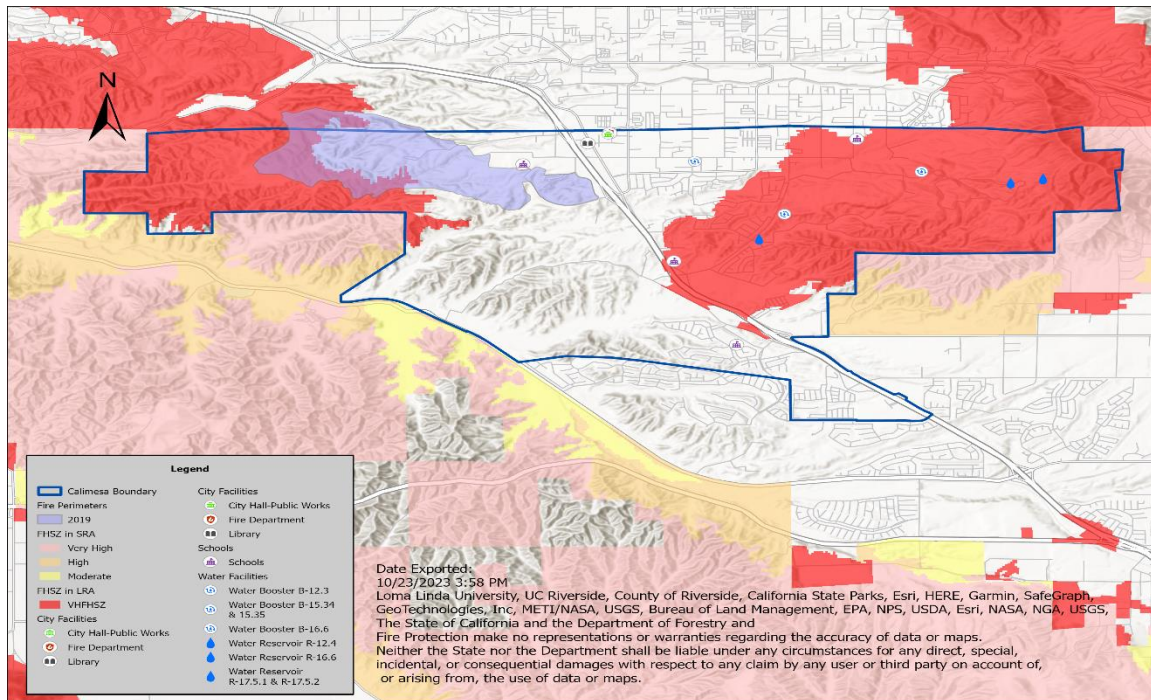 N
Legend
Calimesa Boundary
Fire Perimeters
2019
FHSZ in SRA
Very High
High
Moderate
FHSZ in LRA
VHFHSZ
City Facilities
City Hall-Public Works
Fire Department
Library
City Facilities
City Hall-Public Works
Fire Department
Library
Schools
Schools
Water Facilities
Water Booster B-12.3
Water Booster B-15.34
& 15.35
Water Booster B-16.6
Water Reservoir R-12.4
Water Reservoir R-16.6
Water Reservoir
R-17.5.1 & R-17.5.2
Date Exported:
10/23/2023 3:58 PM
Loma Linda University, UC Riverside, County of Riverside, California State Parks, Esri, HERE, Garmin, SafeGraph,
GeoTechnologies, Inc, METI/NASA, USGS, Bureau of Land Management, EPA, NPS, USDA, Esri, NASA, NGA, USGS,
The State of California and the Department of Forestry and
Fire Protection make no representations or warranties regarding the accuracy of data or maps.
Neither the State nor the Department shall be liable under any circumstances for any direct, special,
incidental, or consequential damages with respect to any claim by any user or third party on account of,
or arising from, the use of data or maps.